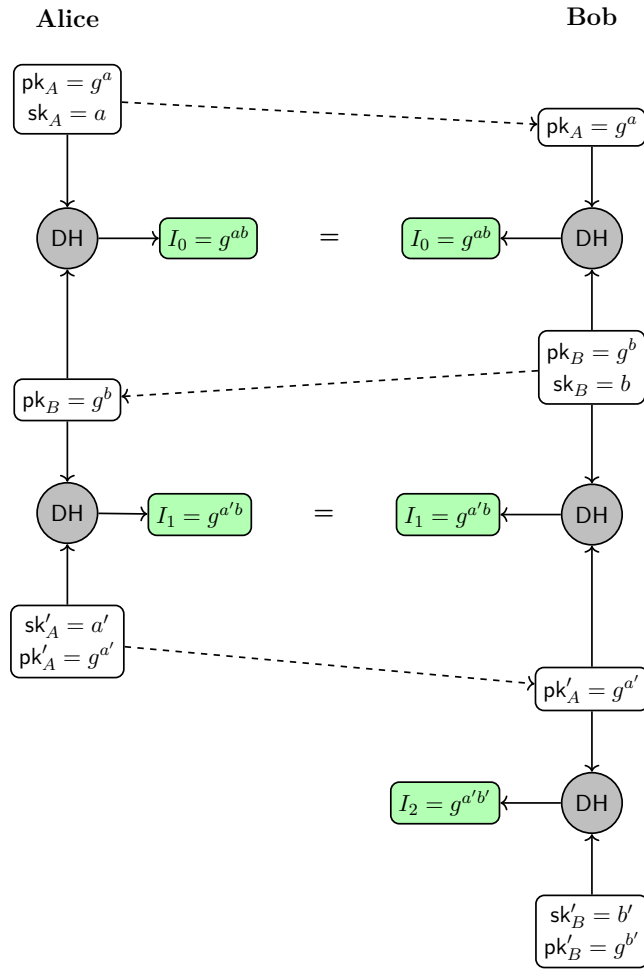 Alice Bob
pk_A = g^a
sk_A = a
pk_A = g^a
DH I_0 = g^{ab} = I_0 = g^{ab} DH
pk_B = g^b
sk_B = b
pk_B = g^b
DH I_1 = g^{a'b} = I_1 = g^{a'b} DH
sk'_A = a'
pk'_A = g^{a'}
pk'_A = g^{a'}
I_2 = g^{a'b'} DH
sk'_B = b'
pk'_B = g^{b'}